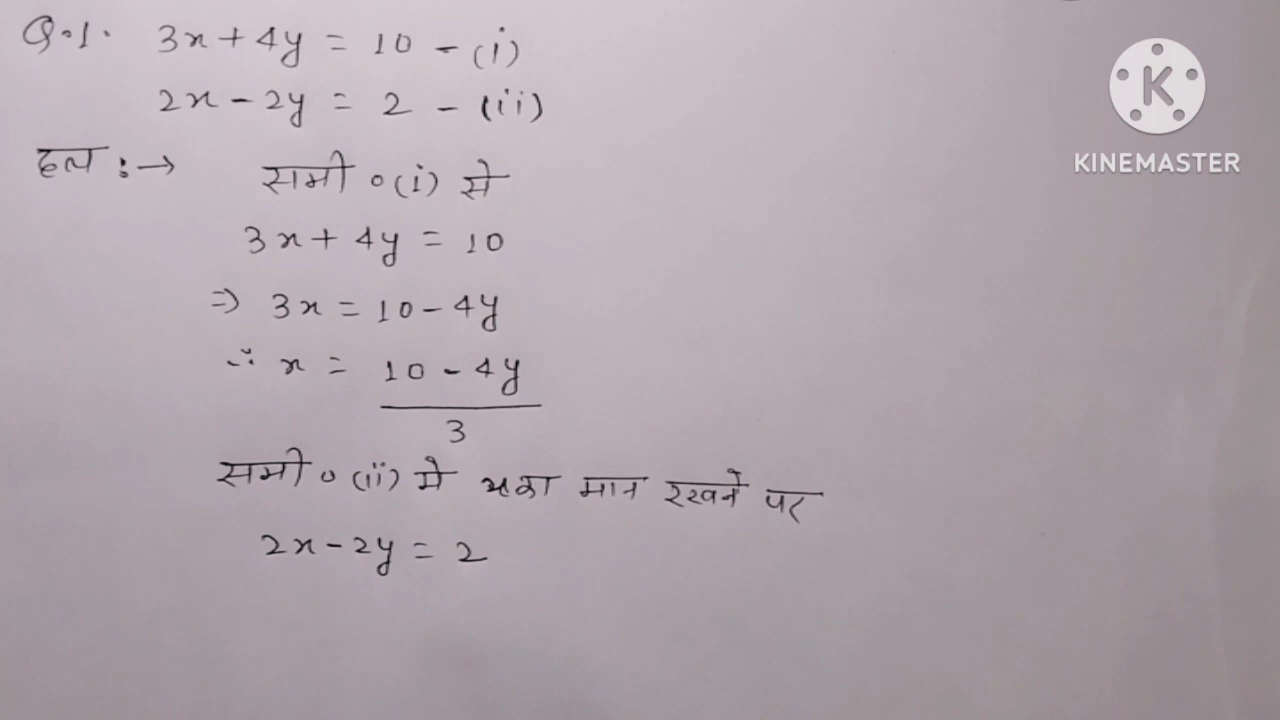 Q.1. 3x + 4y = 10 - (i)
2x - 2y = 2 - (ii)
हल :→ समी०(i) से
3x + 4y = 10
⇒ 3x = 10 - 4y
∴ x = 10 - 4y
3
समी०(ii) मे x का मान रखने पर
2x - 2y = 2
K
KINEMASTER